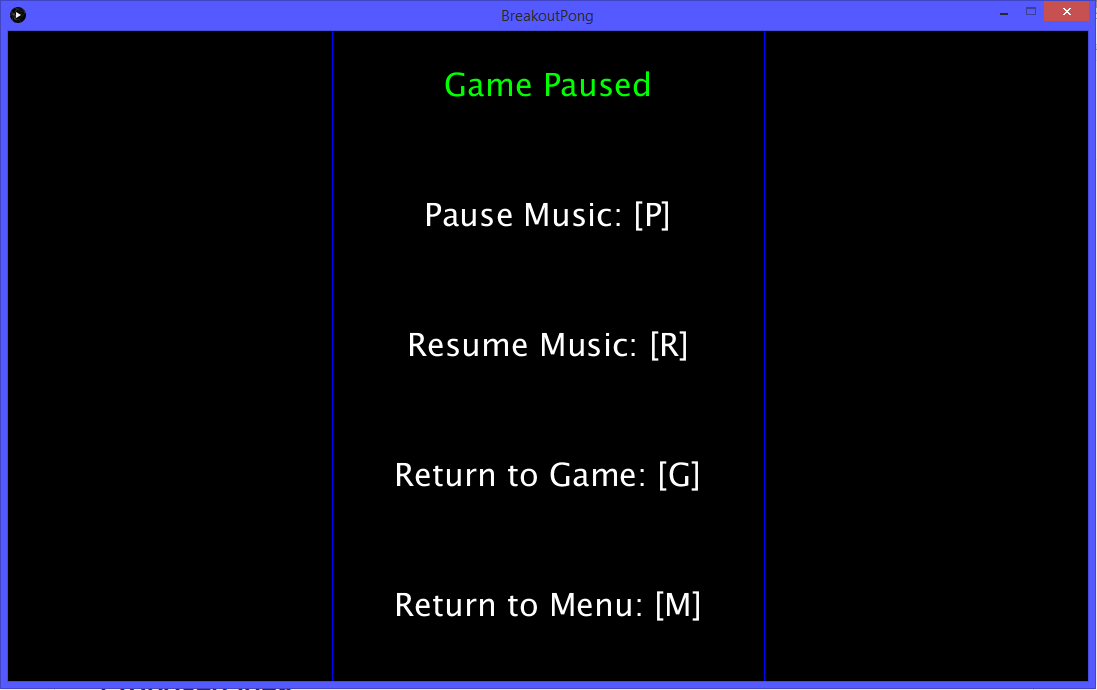 BreakoutPong
Game Paused
Pause Music: [P]
Resume Music: [R]
Return to Game: [G]
Return to Menu: [M]